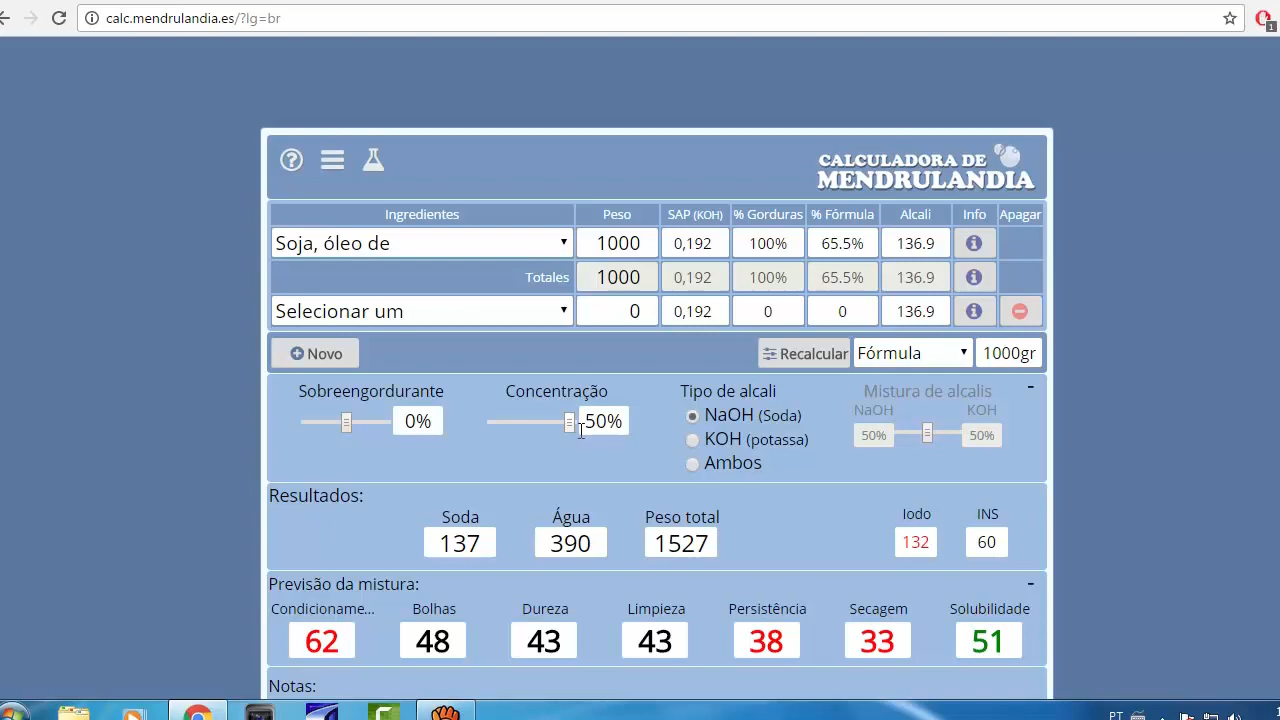 calc.mendrulandia.es/?lg=br
1
CALCULADORA DE
MENDRULANDIA
Ingredientes Peso SAP (KOH) % Gorduras % Fórmula Alcali Info Apagar
Soja, óleo de 1000 0,192 100% 65.5% 136.9
Totales 1000 0,192 100% 65.5% 136.9
Selecionar um 0 0,192 0 0 136.9
Novo Recalcular Fórmula 1000gr
Sobreengordurante Concentração Tipo de alcali Mistura de alcalis -
0% 50% NaOH (Soda) NaOH KOH
KOH (potassa) 50% 50%
Ambos
Resultados:
Soda Água Peso total Iodo INS
137 390 1527 132 60
Previsão da mistura: -
Condicioname... Bolhas Dureza Limpieza Persistência Secagem Solubilidade
62 48 43 43 38 33 51
Notas:
PT